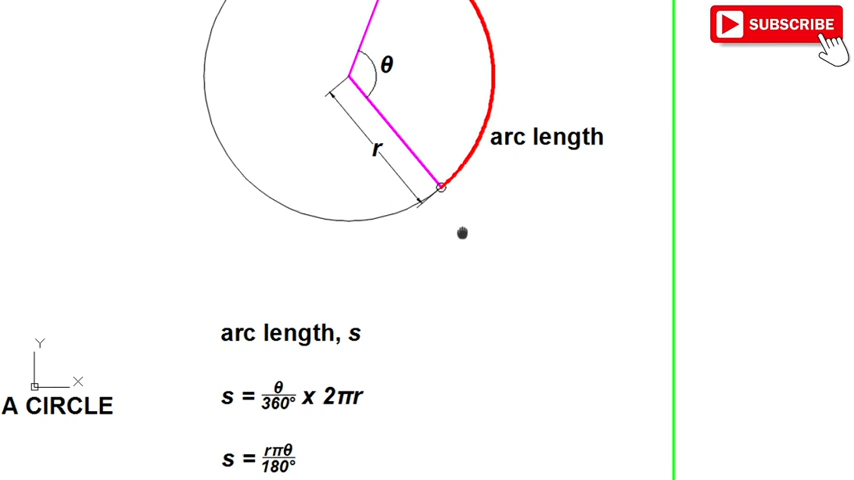 SUBSCRIBE
θ
arc length
r
arc length, s
Y
X
A CIRCLE
s = θ/360° x 2πr
s = rπθ/180°